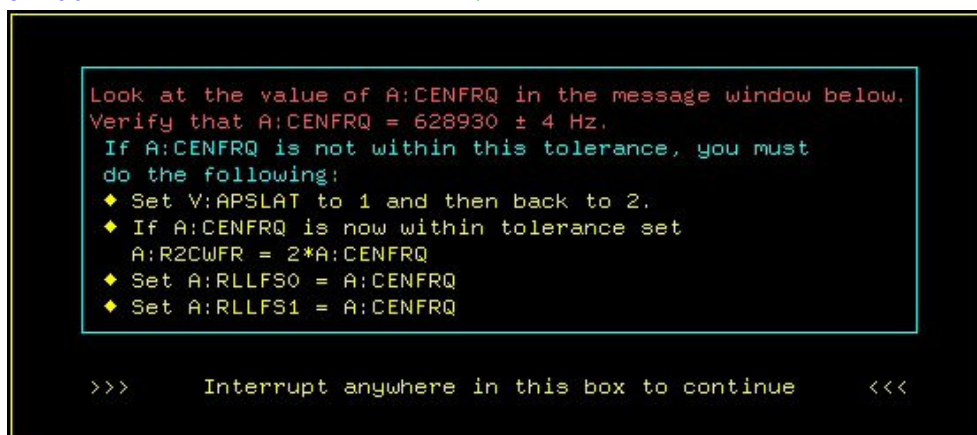 Look at the value of A:CENFRQ in the message window below.
Verify that A:CENFRQ = 628930 ± 4 Hz.
If A:CENFRQ is not within this tolerance, you must
do the following:
◆ Set V:APSLAT to 1 and then back to 2.
◆ If A:CENFRQ is now within tolerance set
A:R2CWFR = 2*A:CENFRQ
◆ Set A:RLLFS0 = A:CENFRQ
◆ Set A:RLLFS1 = A:CENFRQ
>>> Interrupt anywhere in this box to continue <<<